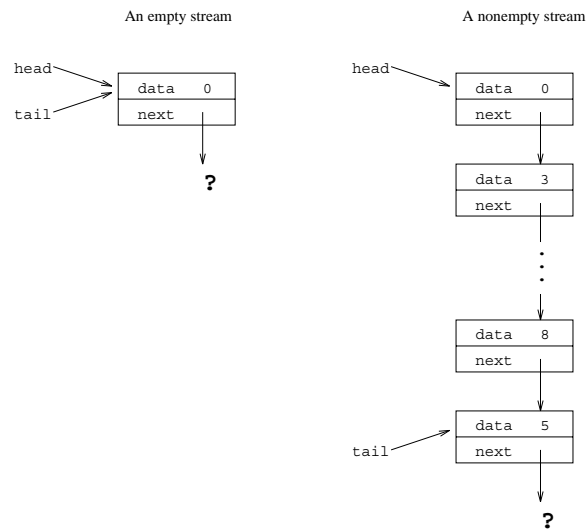 An empty stream
A nonempty stream
head
data 0
tail
next
?
head
data 0
next
data 3
next
data 8
next
data 5
tail
next
?